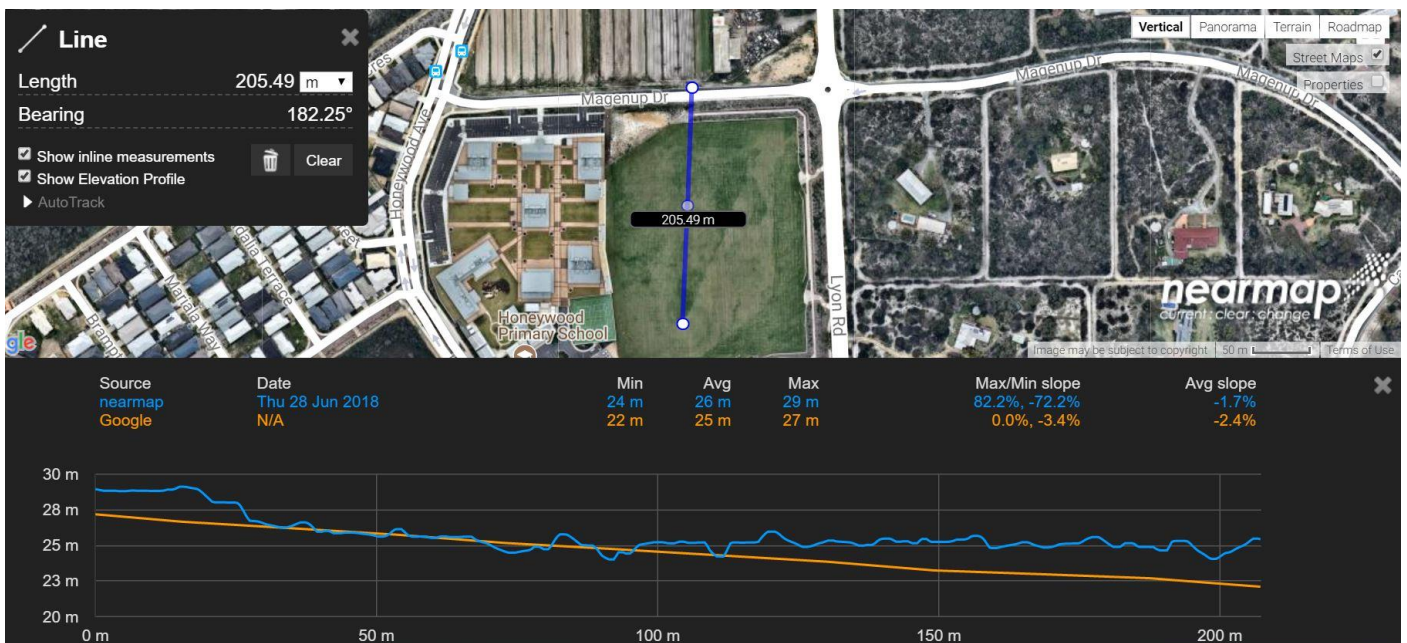 Line
Length 205.49 m
Bearing 182.25°
Show inline measurements
Show Elevation Profile
Clear
AutoTrack
Vertical Panorama Terrain Roadmap
Street Maps
Properties
Magenup Dr
Magenup Dr
Magenup Dr
Honeywood Ave
205.49 m
Lyon Rd
Mariala Way
Terrace
Honeywood
Primary School
nearmap
current:clear:change
Image may be subject to copyright 50 m Terms of Use
Source Date Min Avg Max Max/Min slope Avg slope
nearmap Thu 28 Jun 2018 24 m 26 m 29 m 82.2%, -72.2% -1.7%
Google N/A 22 m 25 m 27 m 0.0%, -3.4% -2.4%
30 m
28 m
25 m
23 m
20 m
0 m 50 m 100 m 150 m 200 m